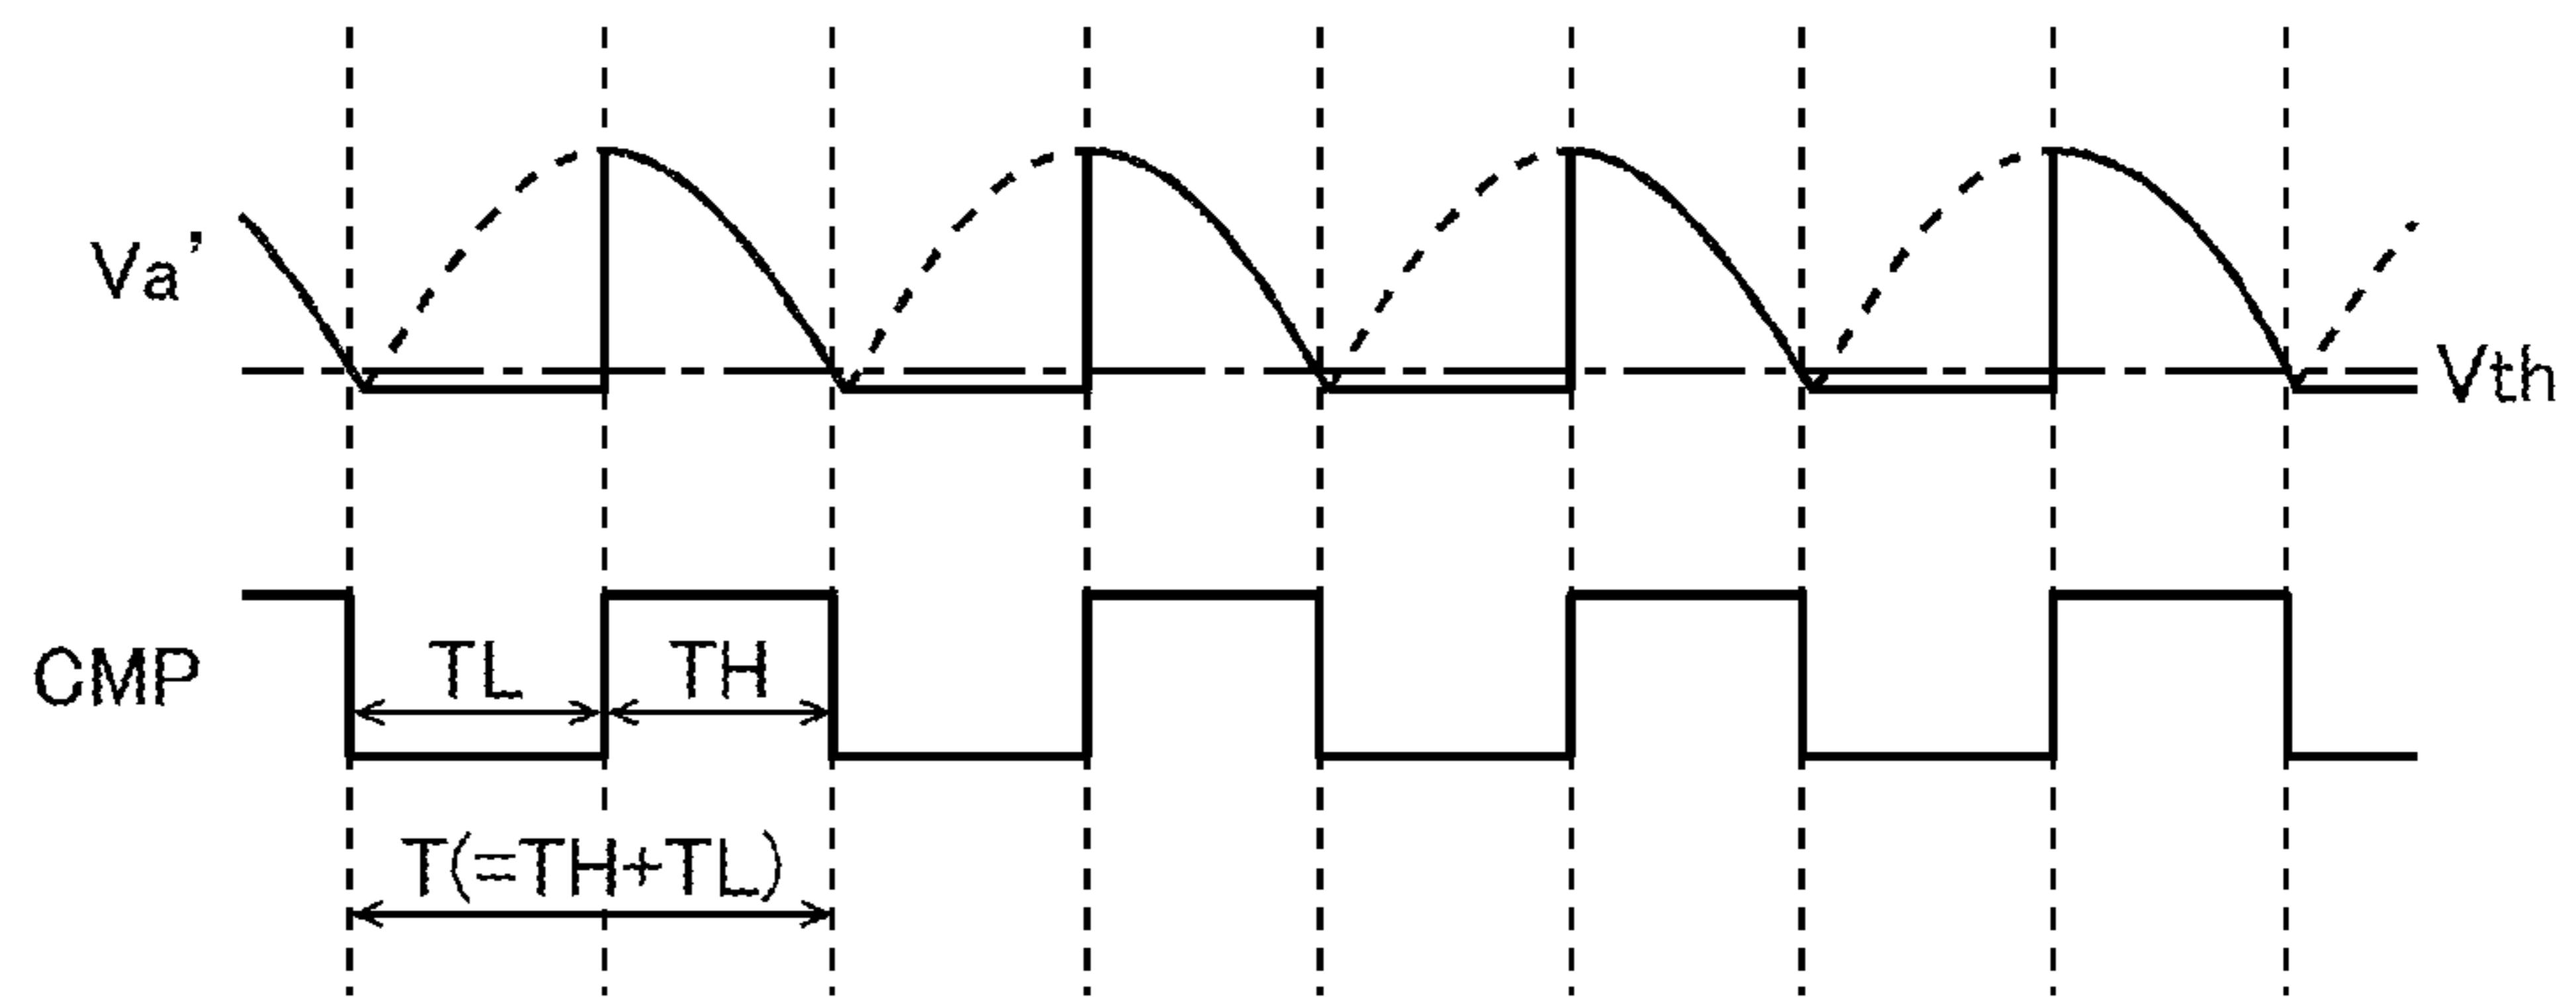 Va’
Vth
CMP
TL
TH
T(=TH+TL)